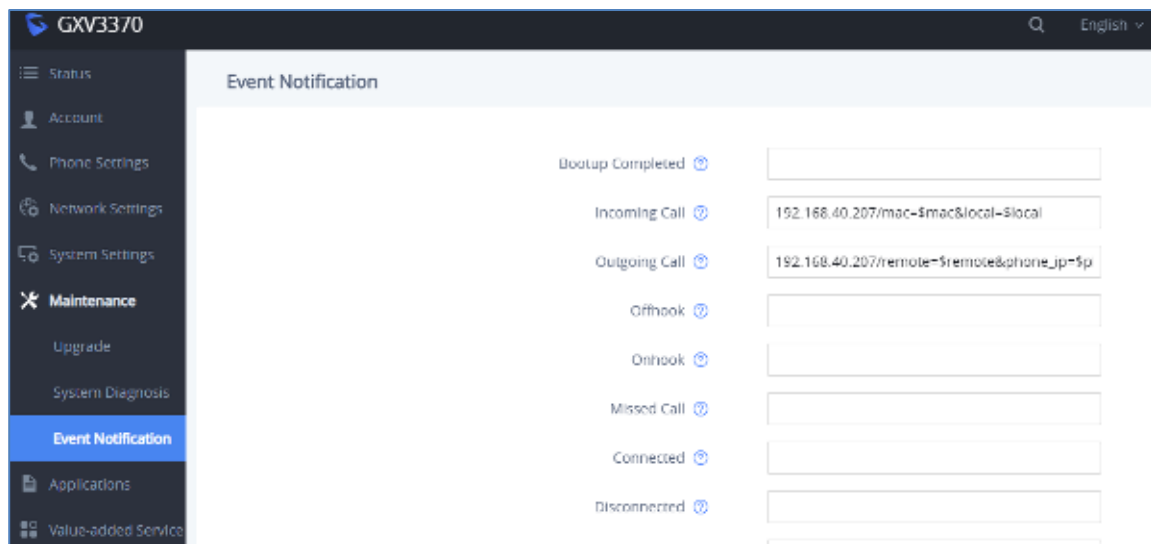 GXV3370
English
Status
Event Notification
Account
Phone Settings
Bootup Completed
Network Settings
Incoming Call 192.168.40.207/mac=$mac&local=$local
System Settings
Outgoing Call 192.168.40.207/remote=$remote&phone_ip=$p
Maintenance
Offhook
Upgrade
Onhook
System Diagnosis
Missed Call
Event Notification
Connected
Applications
Disconnected
Value-added Service